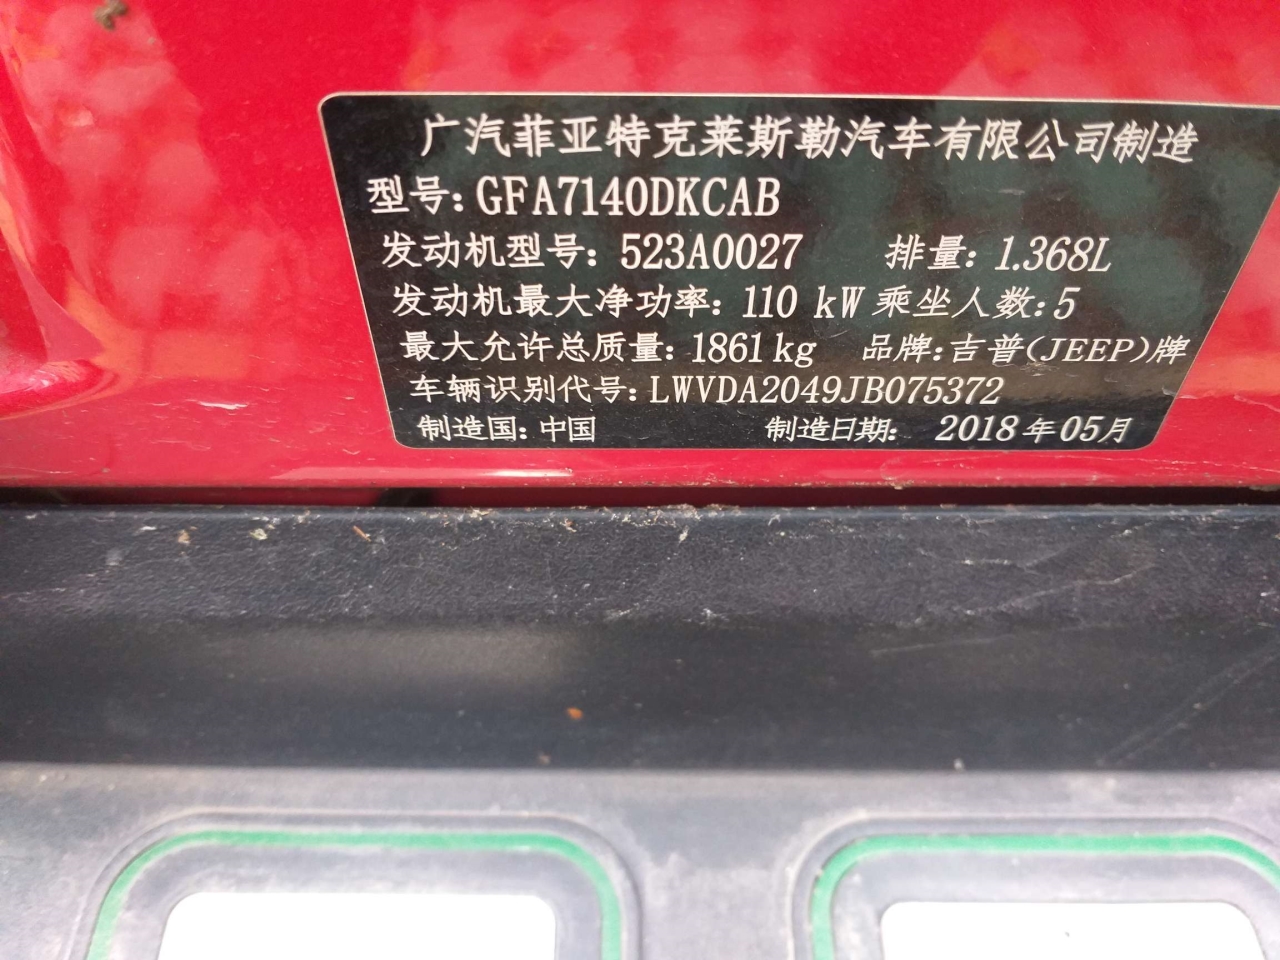 广汽菲亚特克莱斯勒汽车有限公司制造
型号:GFA7140DKCAB
发动机型号:523A0027 排量:1.368L
发动机最大净功率:110 kW 乘坐人数:5
最大允许总质量:1861kg 品牌:吉普(JEEP)牌
车辆识别代号:LWVDA2049JB075372
制造国:中国 制造日期:2018年05月